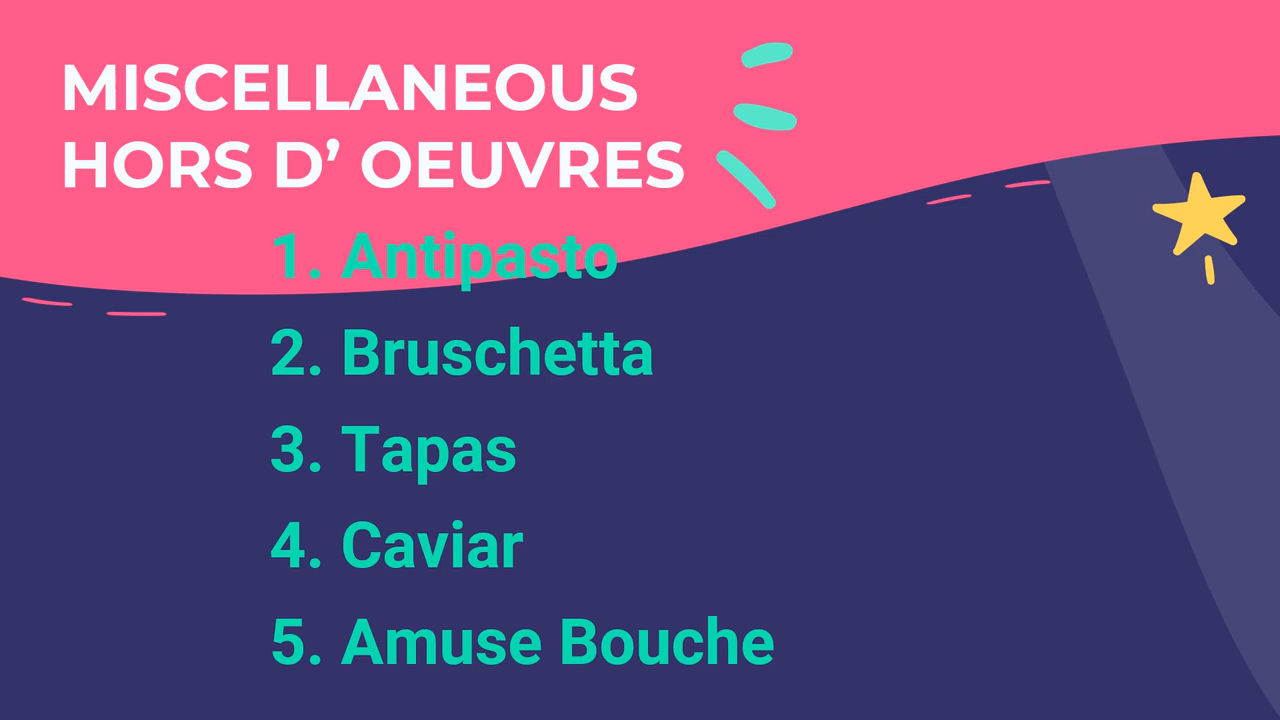 MISCELLANEOUS
HORS D’ OEUVRES
1. Antipasto
2. Bruschetta
3. Tapas
4. Caviar
5. Amuse Bouche